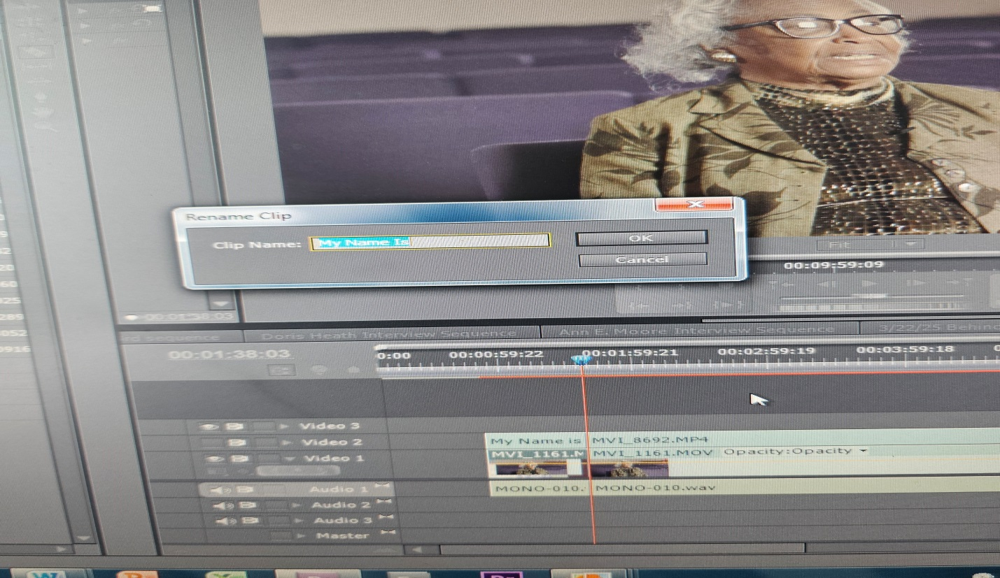 Rename Clip
Clip Name: My Name Is
OK
Cancel
Fit
00:09:59:09
00:01:38:03
289
052
0916
rd sequence
Doris Heath Interview Sequence
Ann E. Moore Interview Sequence
3/22/25 Behind
00:01:38:03
0:00
00:00:59:22
00:01:59:21
00:02:59:19
00:03:59:18
Video 3
Video 2
My Name is
MVI_8692.MP4
Video 1
MVI_1161.M
MVI_1161.MOV Opacity:Opacity
Audio 1
MONO-010.
MONO-010.wav
Audio 2
Audio 3
Master